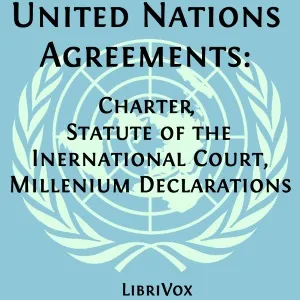 United Nations
Agreements:
Charter,
Statute of the
Inernational Court,
Millenium Declarations
LibriVox